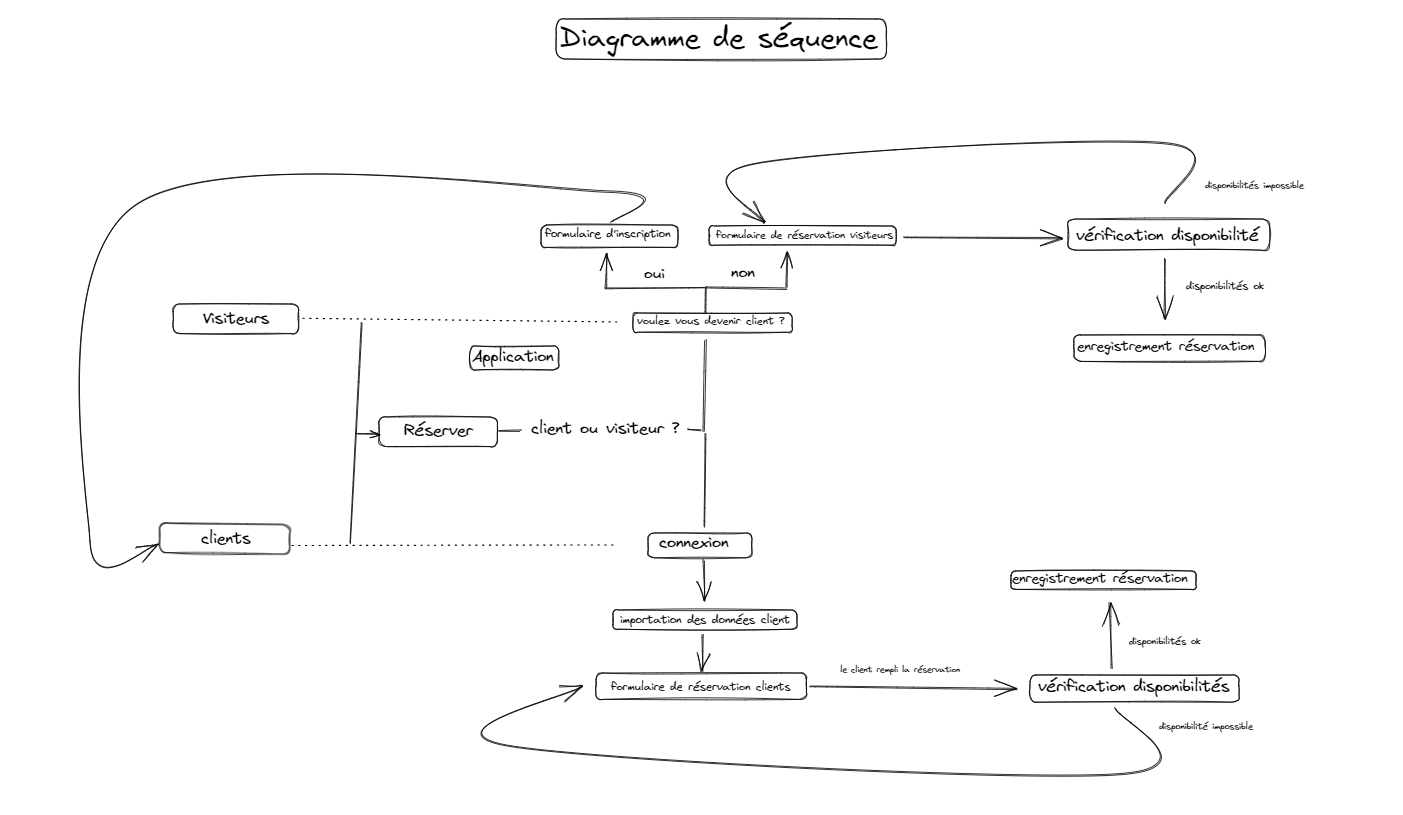 Diagramme de séquence
disponibilités impossible
formulaire d'inscription
formulaire de réservation visiteurs
vérification disponibilité
oui
non
disponibilités ok
Visiteurs
voulez vous devenir client ?
Application
enregistrement réservation
Réserver
client ou visiteur ?
clients
connexion
enregistrement réservation
importation des données client
disponibilités ok
le client rempli la réservation
formulaire de réservation clients
vérification disponibilités
disponibilité impossible